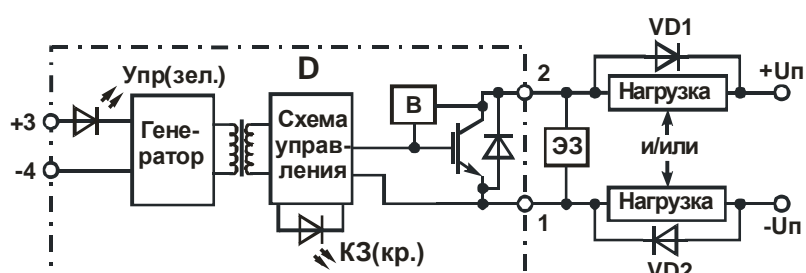 VD1
Упр(зел.)
D
2
+Uп
Нагрузка
В
+3
Гене-
ратор
Схема
управ-
ления
ЭЗ
и/или
-4
1
Нагрузка
-Uп
КЗ(кр.)
VD2